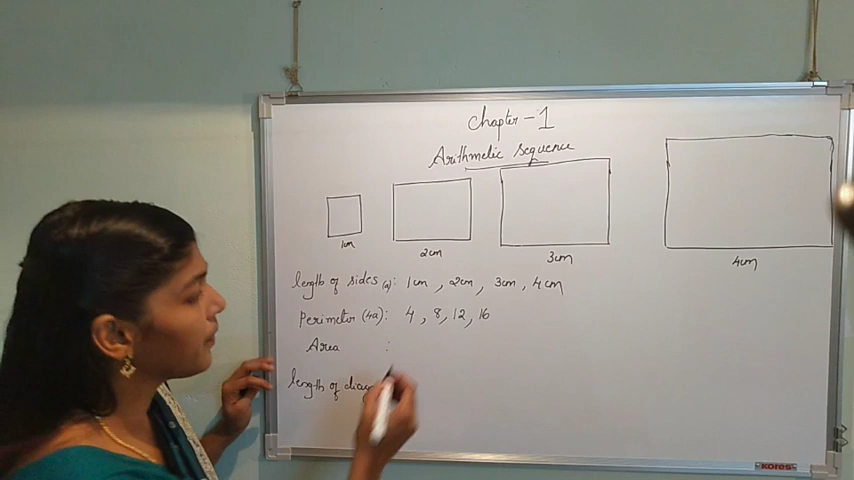 Chapter - 1
Arithmetic sequence
1cm
2cm
3cm
4cm
length of sides (a): 1cm, 2cm, 3cm, 4cm
Perimeter (4a): 4, 8, 12, 16
Area :
length of diag
KORES